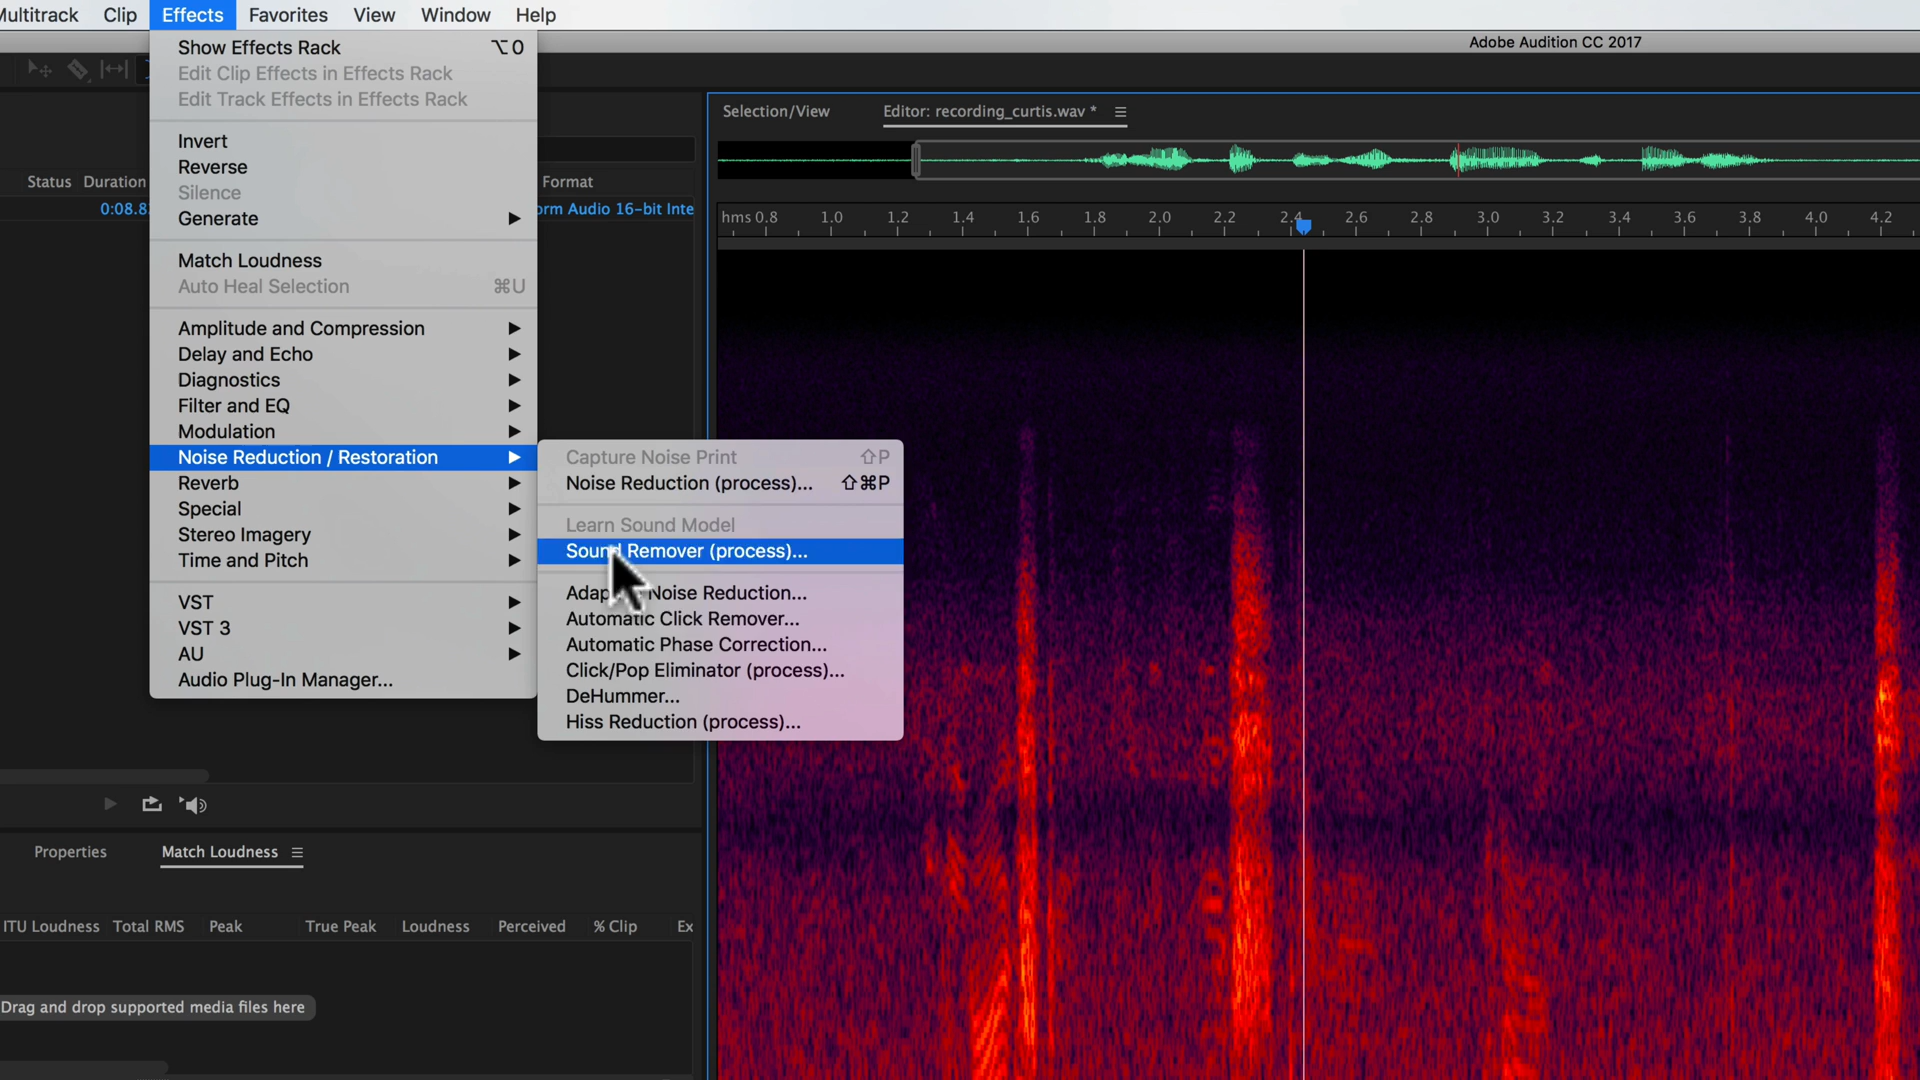 Multitrack Clip Effects Favorites View Window Help
Adobe Audition CC 2017
Show Effects Rack ⌥0
Edit Clip Effects in Effects Rack
Edit Track Effects in Effects Rack
Invert
Reverse
Silence
Generate ▶
Match Loudness
Auto Heal Selection ⌘U
Amplitude and Compression ▶
Delay and Echo ▶
Diagnostics ▶
Filter and EQ ▶
Modulation ▶
Noise Reduction / Restoration ▶
Reverb ▶
Special ▶
Stereo Imagery ▶
Time and Pitch ▶
VST ▶
VST 3 ▶
AU ▶
Audio Plug-In Manager...
Capture Noise Print ⇧P
Noise Reduction (process)... ⇧⌘P
Learn Sound Model
Sound Remover (process)...
Noise Reduction...
Automatic Click Remover...
Automatic Phase Correction...
Click/Pop Eliminator (process)...
DeHummer...
Hiss Reduction (process)...
Status Duration Format
0:08.8 orm Audio 16-bit Inte
Selection/View Editor: recording_curtis.wav *
hms 0.8 1.0 1.2 1.4 1.6 1.8 2.0 2.2 2.4 2.6 2.8 3.0 3.2 3.4 3.6 3.8 4.0 4.2
Properties Match Loudness
ITU Loudness Total RMS Peak True Peak Loudness Perceived % Clip Ex
Drag and drop supported media files here